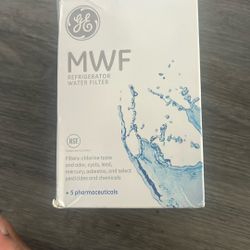 GE
MWF
REFRIGERATOR
WATER FILTER
NSF
Filters chlorine taste
and odor, cysts, lead,
mercury, asbestos, and select
pesticides and chemicals
+ 5 pharmaceuticals